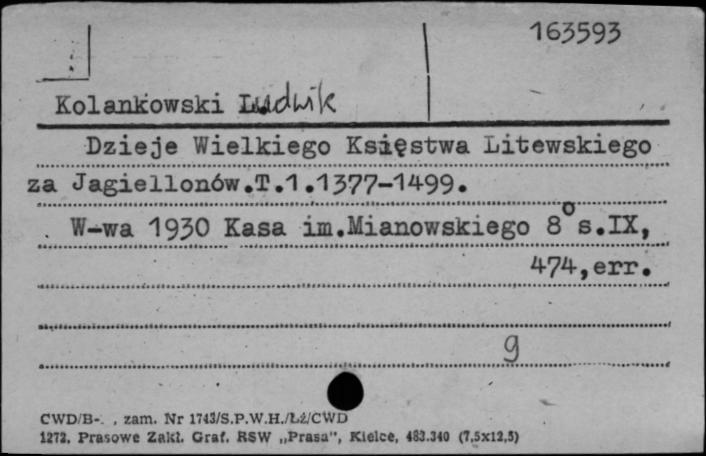 163593
Kolankowski Ludwik
Dzieje Wielkiego Księstwa Litewskiego
za Jagiellonów.T.1.1377-1499.
W-wa 1930 Kasa im.Mianowskiego 8° s.IX,
474,err.
9
CWD/B-. , zam. Nr 1743/S.P.W.H./Łż/CWD
1272. Prasowe Zakł. Graf. RSW „Prasa", Kielce, 483.340 (7,5x12,5)